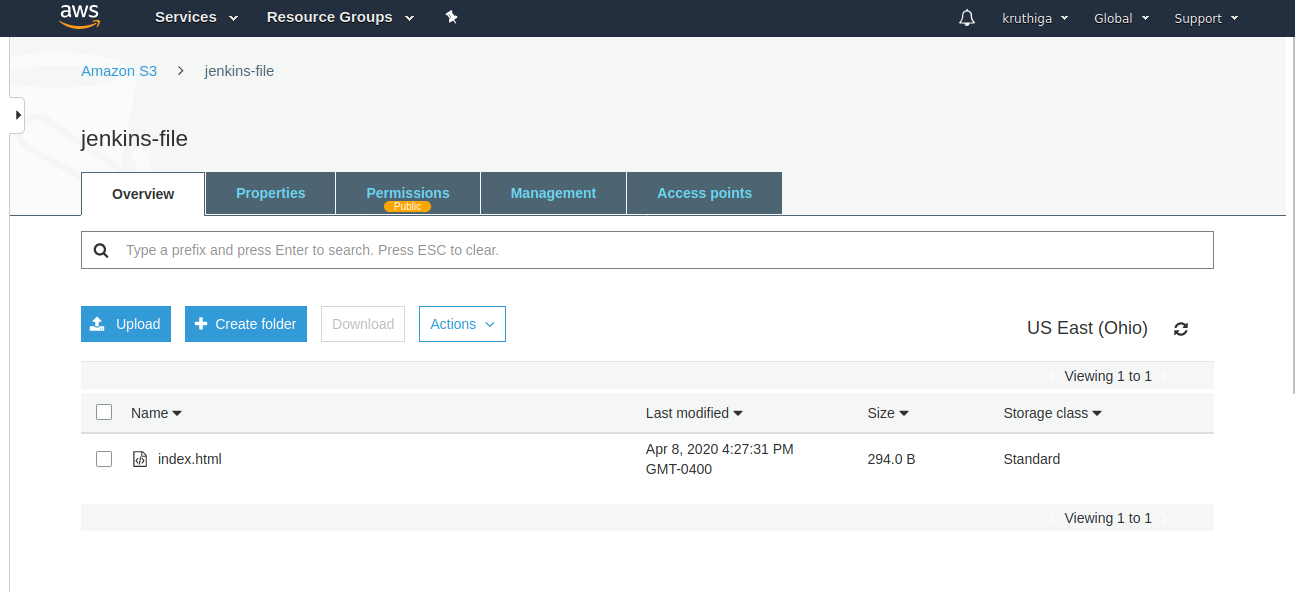 aws Services Resource Groups kruthiga Global Support
Amazon S3 jenkins-file
jenkins-file
Overview Properties Permissions Management Access points
Public
Type a prefix and press Enter to search. Press ESC to clear.
Upload Create folder Download Actions US East (Ohio)
Viewing 1 to 1
Name Last modified Size Storage class
index.html Apr 8, 2020 4:27:31 PM 294.0 B Standard
GMT-0400
Viewing 1 to 1